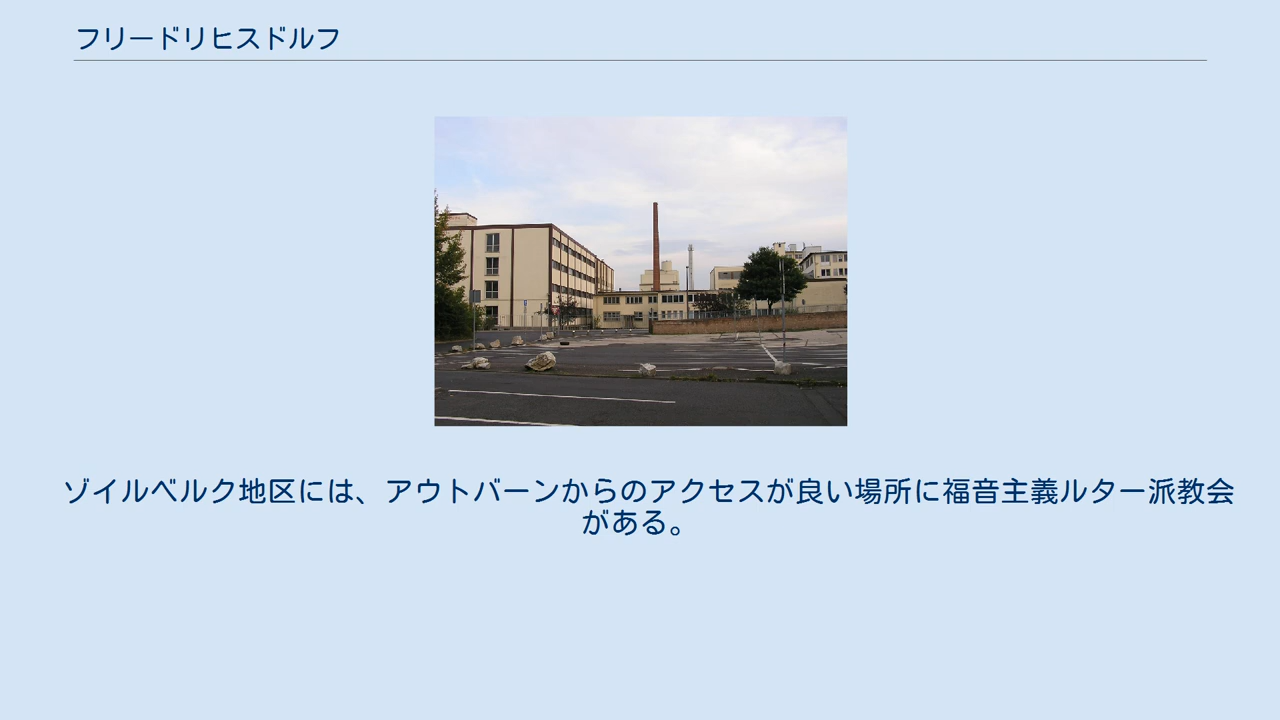 フリードリヒスドルフ
ゾイルベルク地区には、アウトバーンからのアクセスが良い場所に福音主義ルター派教会
がある。